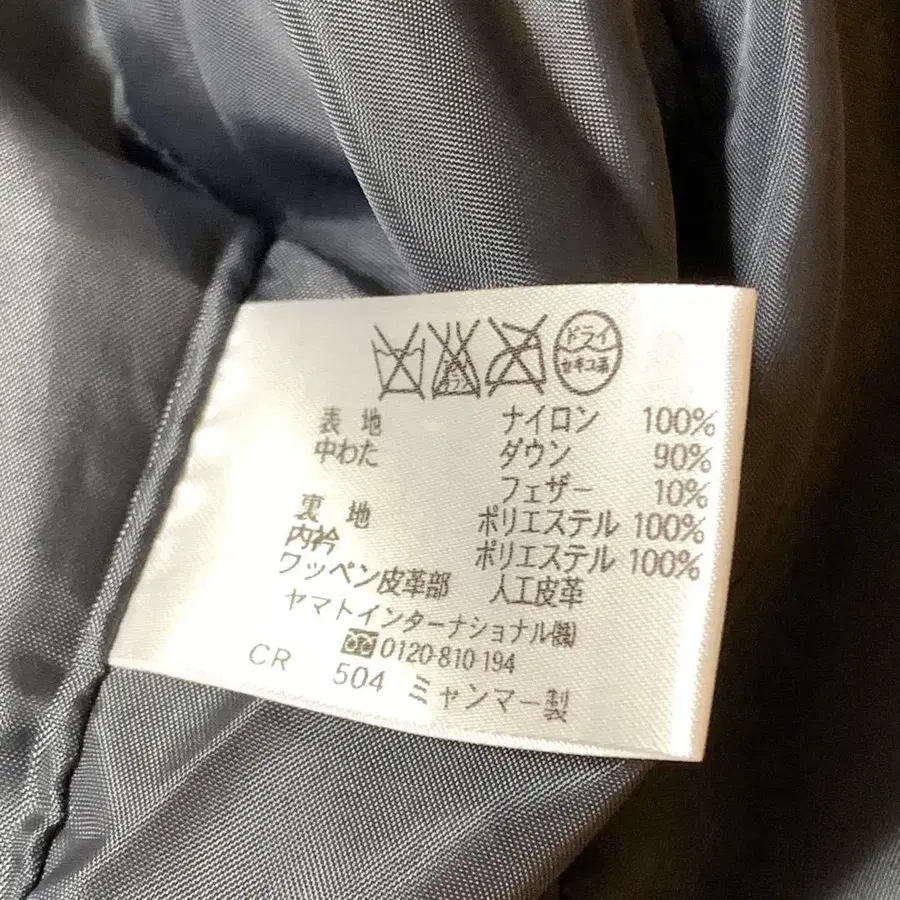 エンソ
ドライ
セキユ系
表 地 ナイロン 100%
中わた ダウン 90%
フェザー 10%
裏 地 ポリエステル 100%
内衿 ポリエステル 100%
ワッペン皮革部 人工皮革
ヤマトインターナショナル㈱
0120-810-194
CR 504 ミャンマー製